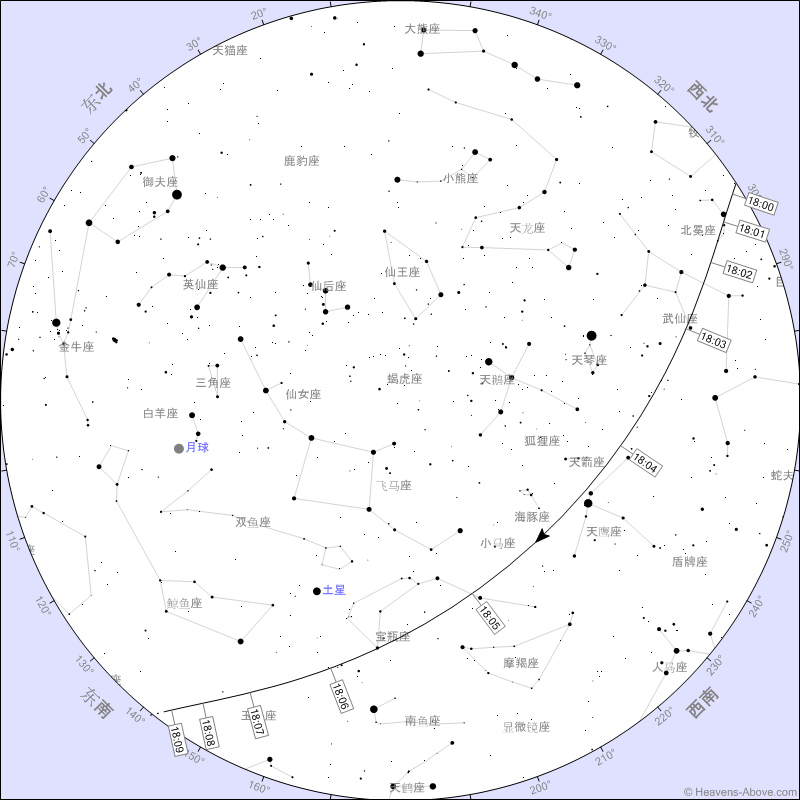 20°
大熊座
340°
30°
天猫座
330°
东北
40°
320°
西北
50°
310°
鹿豹座
小熊座
御夫座
60°
18:00
天龙座
北冕座
18:01
70°
290°
仙王座
18:02
英仙座
仙后座
武仙座
18:03
金牛座
天琴座
三角座
仙女座
蝎虎座
天鹅座
白羊座
狐狸座
月球
天箭座
18:04
飞马座
蛇夫
海豚座
双鱼座
天鹰座
110°
小马座
250°
盾牌座
土星
鲸鱼座
120°
18:05
240°
宝瓶座
摩羯座
人马座
130°
230°
座
18:06
东南
140°
18:07
座
南鱼座
显微镜座
西南
220°
18:09
18:08
150°
210°
160°
天鹤座
200°
© Heavens-Above.com